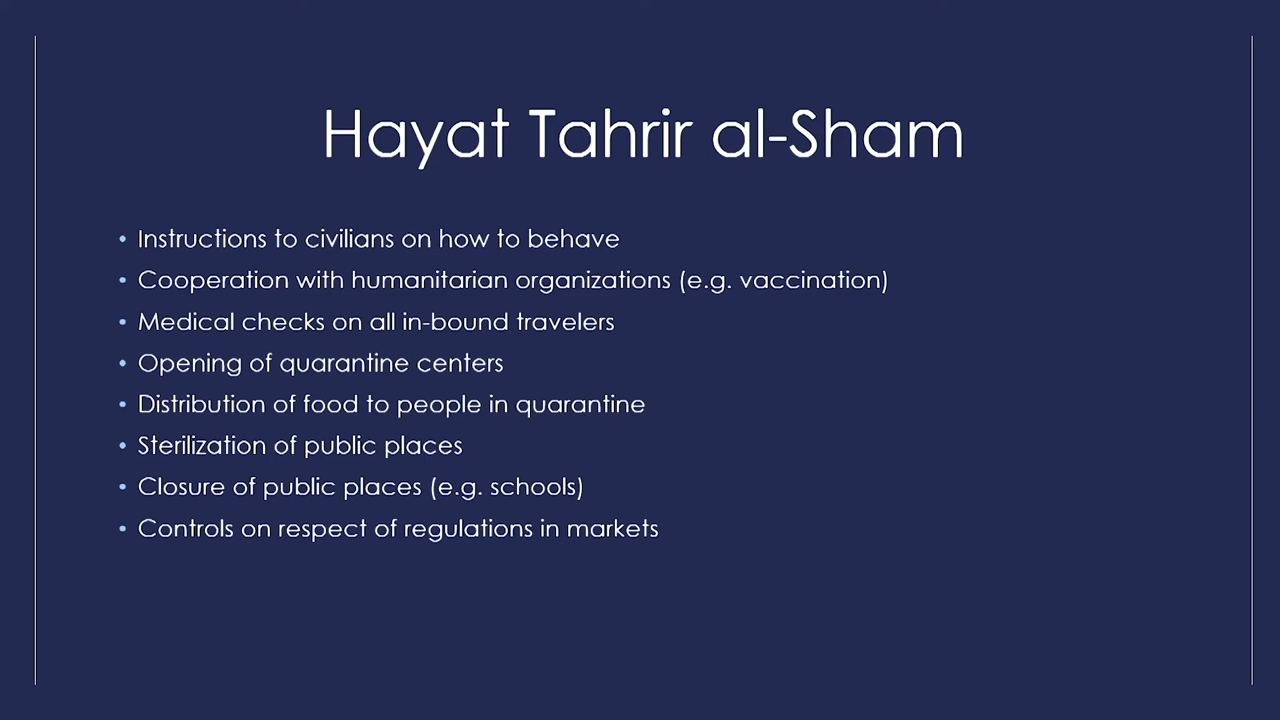 Hayat Tahrir al-Sham
• Instructions to civilians on how to behave
• Cooperation with humanitarian organizations (e.g. vaccination)
• Medical checks on all in-bound travelers
• Opening of quarantine centers
• Distribution of food to people in quarantine
• Sterilization of public places
• Closure of public places (e.g. schools)
• Controls on respect of regulations in markets